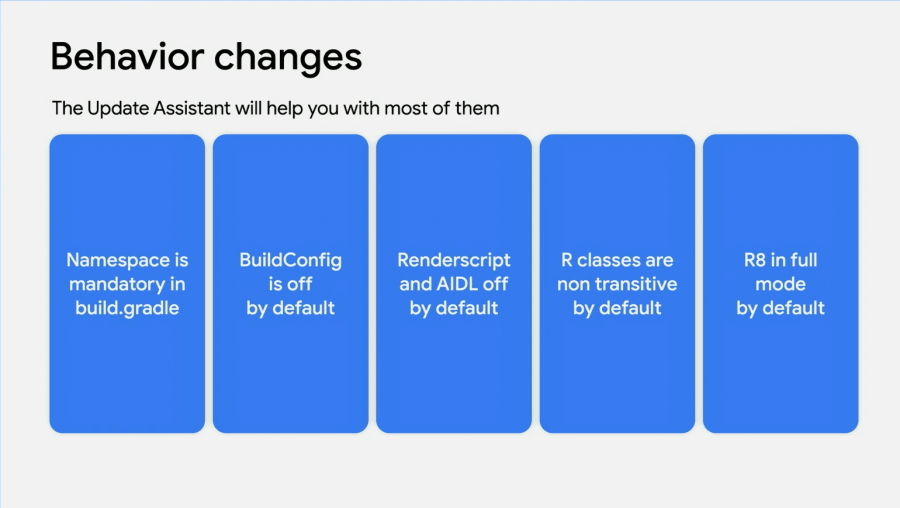 Behavior changes
The Update Assistant will help you with most of them
Namespace is
mandatory in
build.gradle
BuildConfig
is off
by default
Renderscript
and AIDL off
by default
R classes are
non transitive
by default
R8 in full
mode
by default